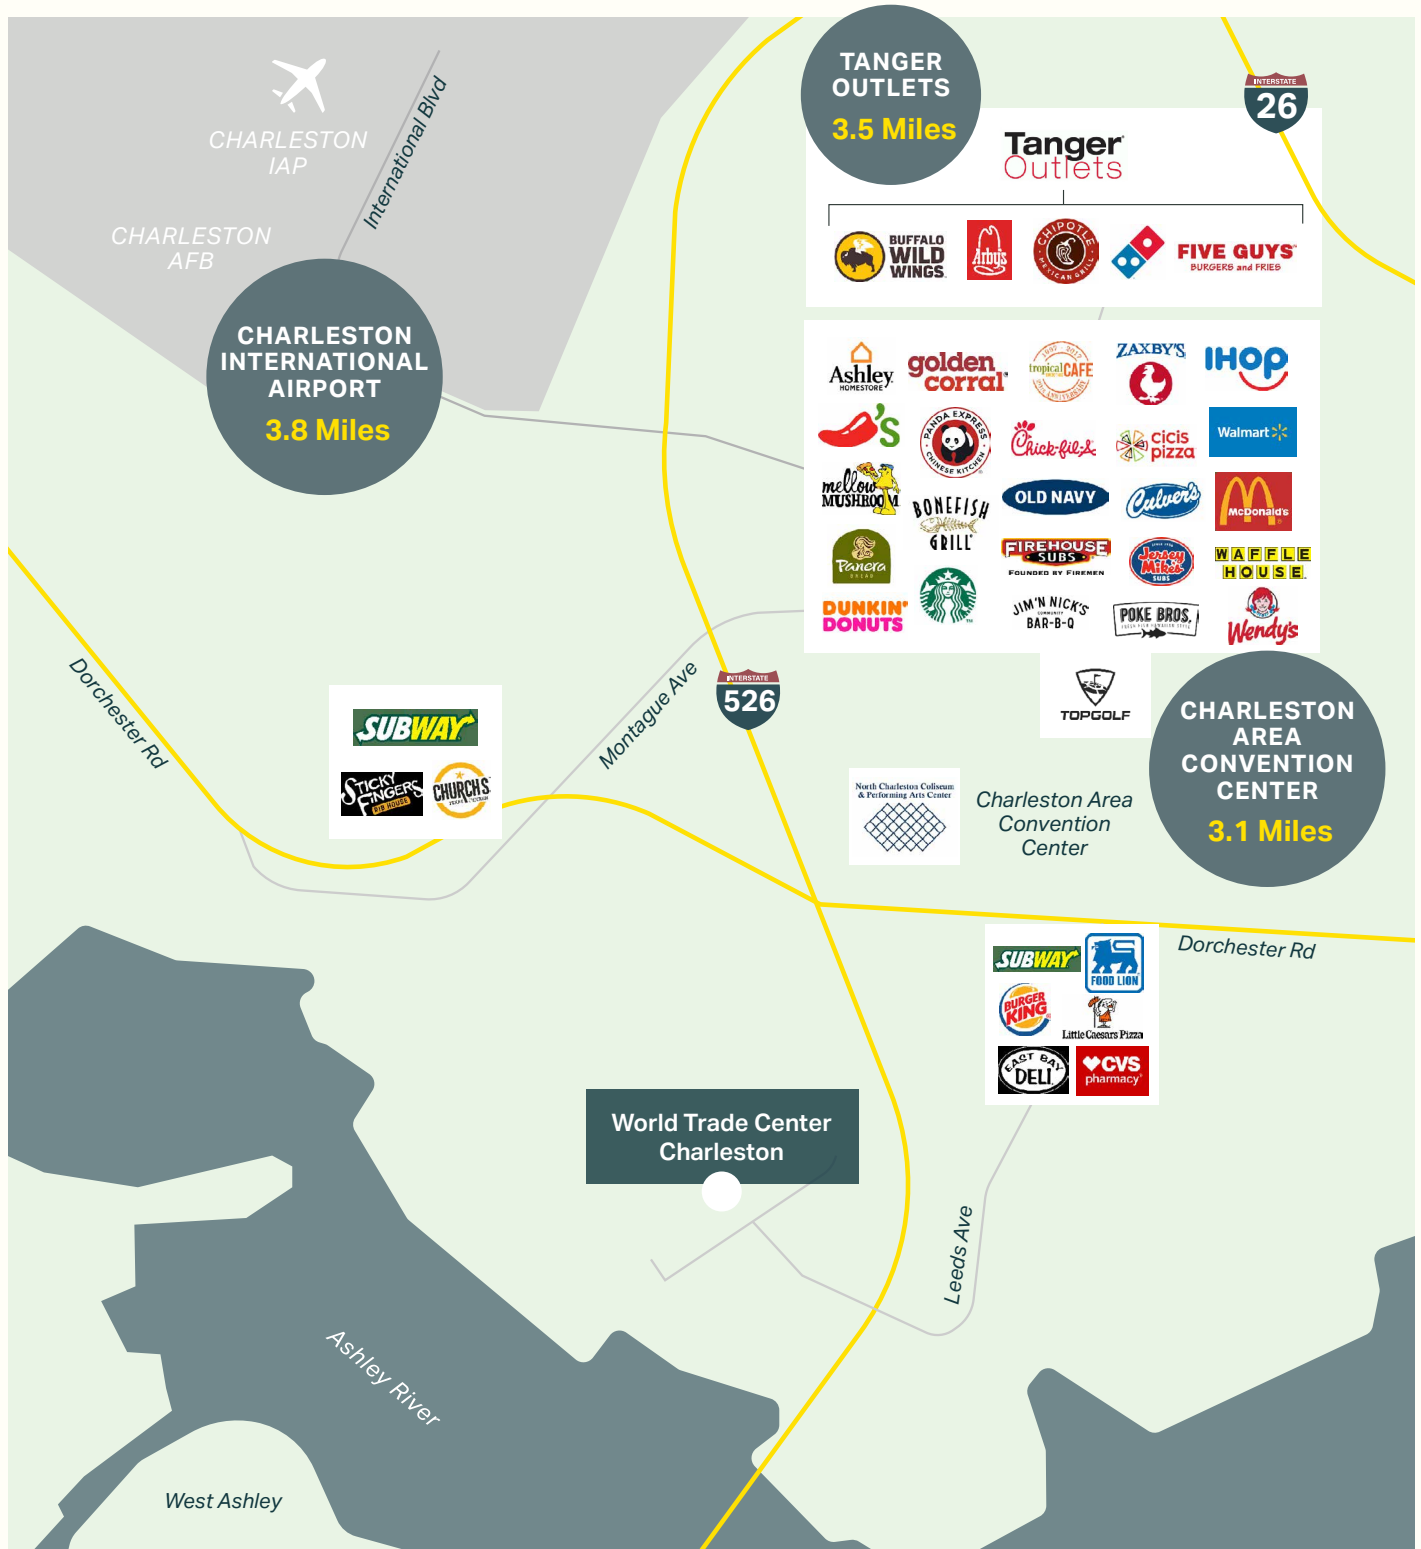 TANGER
OUTLETS
3.5 Miles
INTERSTATE
26
CHARLESTON
IAP
International Blvd
CHARLESTON
AFB
Tanger
Outlets
BUFFALO
WILD
WINGS
Arby's
CHIPOTLE
MEXICAN GRILL
FIVE GUYS
BURGERS and FRIES
CHARLESTON
INTERNATIONAL
AIRPORT
3.8 Miles
Ashley
HOMESTORE
golden
corral
1997 - 2017
tropical CAFE
20TH ANNIVERSARY
ZAXBY'S
IHOP
'S
PANDA EXPRESS
CHINESE KITCHEN
Chick-fil-A
cicis
pizza
Walmart
mellow
MUSHROOM
BONEFISH
GRILL
OLD NAVY
Culver's
McDonald's
Panera
BREAD
FIREHOUSE
SUBS
FOUNDED BY FIREMEN
Jersey
Mike's
SUBS
WAFFLE
HOUSE
DUNKIN'
DONUTS
JIM 'N NICK'S
COMMUNITY
BAR-B-Q
POKE BROS.
Wendy's
TOPGOLF
Dorchester Rd
SUBWAY
STICKY
FINGERS
RIB HOUSE
CHURCH'S
Montague Ave
INTERSTATE
526
CHARLESTON
AREA
CONVENTION
CENTER
3.1 Miles
North Charleston Coliseum
& Performing Arts Center
Charleston Area
Convention
Center
Dorchester Rd
SUBWAY
FOOD LION
BURGER
KING
Little Caesars Pizza
EAST BAY
DELI
CVS
pharmacy
World Trade Center
Charleston
Leeds Ave
Ashley River
West Ashley